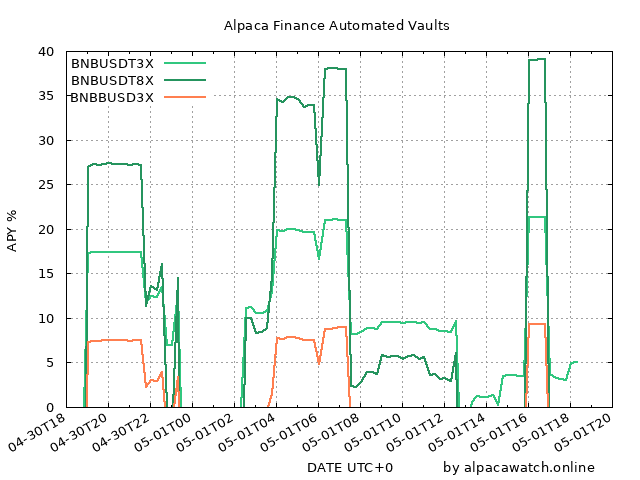 Alpaca Finance Automated Vaults
APY %
40
35
30
25
20
15
10
5
0
BNBUSDT3X
BNBUSDT8X
BNBBUSD3X
04-30T18
04-30T20
04-30T22
05-01T00
05-01T02
05-01T04
05-01T06
05-01T08
05-01T10
05-01T12
05-01T14
05-01T16
05-01T18
05-01T20
DATE UTC+0
by alpacawatch.online